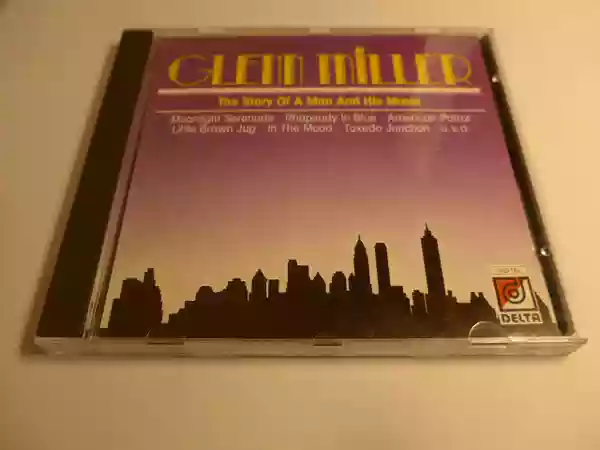 GLENN MILLER
The Story Of A Man And His Music
Moonlight Serenade Rhapsody In Blue American Patrol
Little Brown Jug In The Mood Tuxedo Junction u.v.a.
DELTA